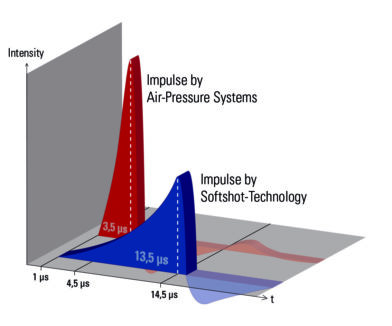 Intensity
Impulse by
Air-Pressure Systems
Impulse by
Softshot-Technology
3,5 µs
13,5 µs
1 µs
4,5 µs
14,5 µs
t